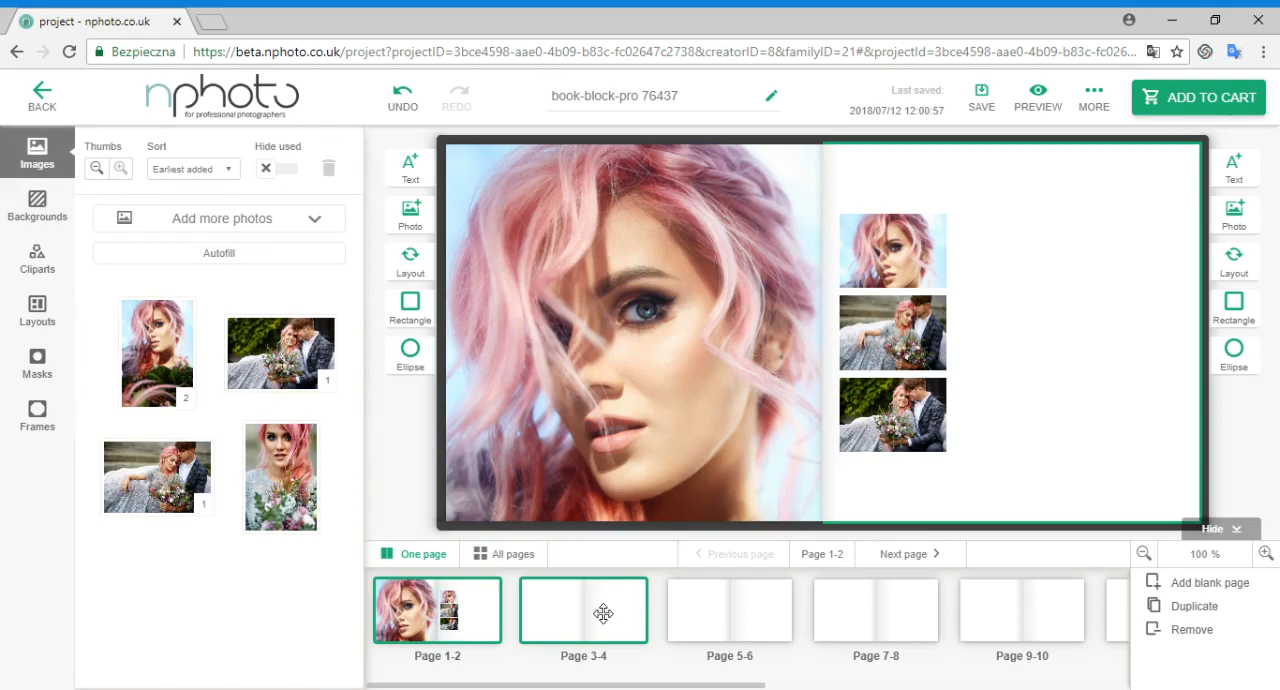 project - nphoto.co.uk
Bezpieczna
https://beta.nphoto.co.uk/project?projectID=3bce4598-aae0-4b09-b83c-fc02647c2738&creatorID=8&familyID=21#&projectId=3bce4598-aae0-4b09-b83c-fc026...
BACK
nphoto
for professional photographers
UNDO
REDO
book-block-pro 76437
Last saved:
2018/07/12 12:00:57
SAVE
PREVIEW
MORE
ADD TO CART
Images
Backgrounds
Cliparts
Layouts
Masks
Frames
Thumbs
Sort
Hide used
Earliest added
Add more photos
Autofill
2
1
1
Text
Photo
Layout
Rectangle
Ellipse
Text
Photo
Layout
Rectangle
Ellipse
Hide
One page
All pages
Previous page
Page 1-2
Next page
100 %
Page 1-2
Page 3-4
Page 5-6
Page 7-8
Page 9-10
Add blank page
Duplicate
Remove